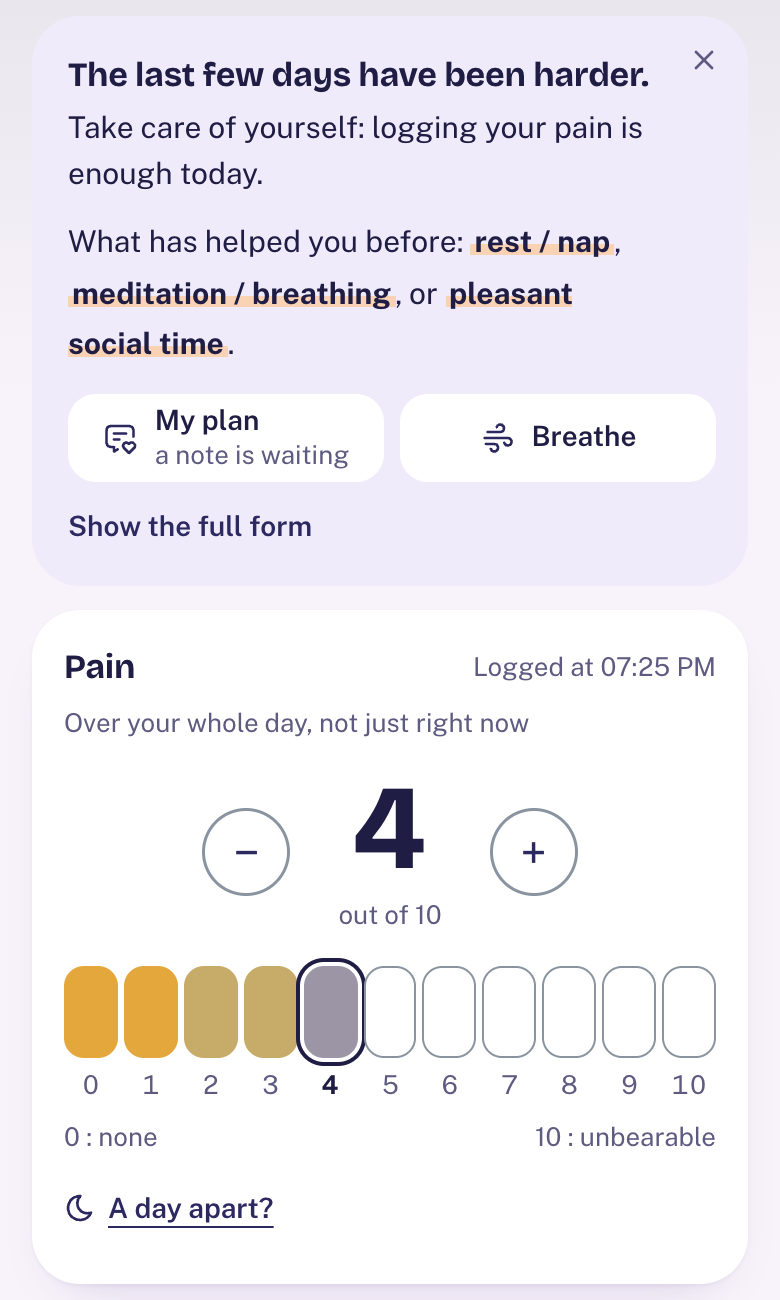 The last few days have been harder.
Take care of yourself: logging your pain is
enough today.
What has helped you before: rest / nap,
meditation / breathing, or pleasant
social time.
My plan
a note is waiting
Breathe
Show the full form
Pain
Logged at 07:25 PM
Over your whole day, not just right now
−
4
+
out of 10
0 1 2 3 4 5 6 7 8 9 10
0 : none
10 : unbearable
A day apart?